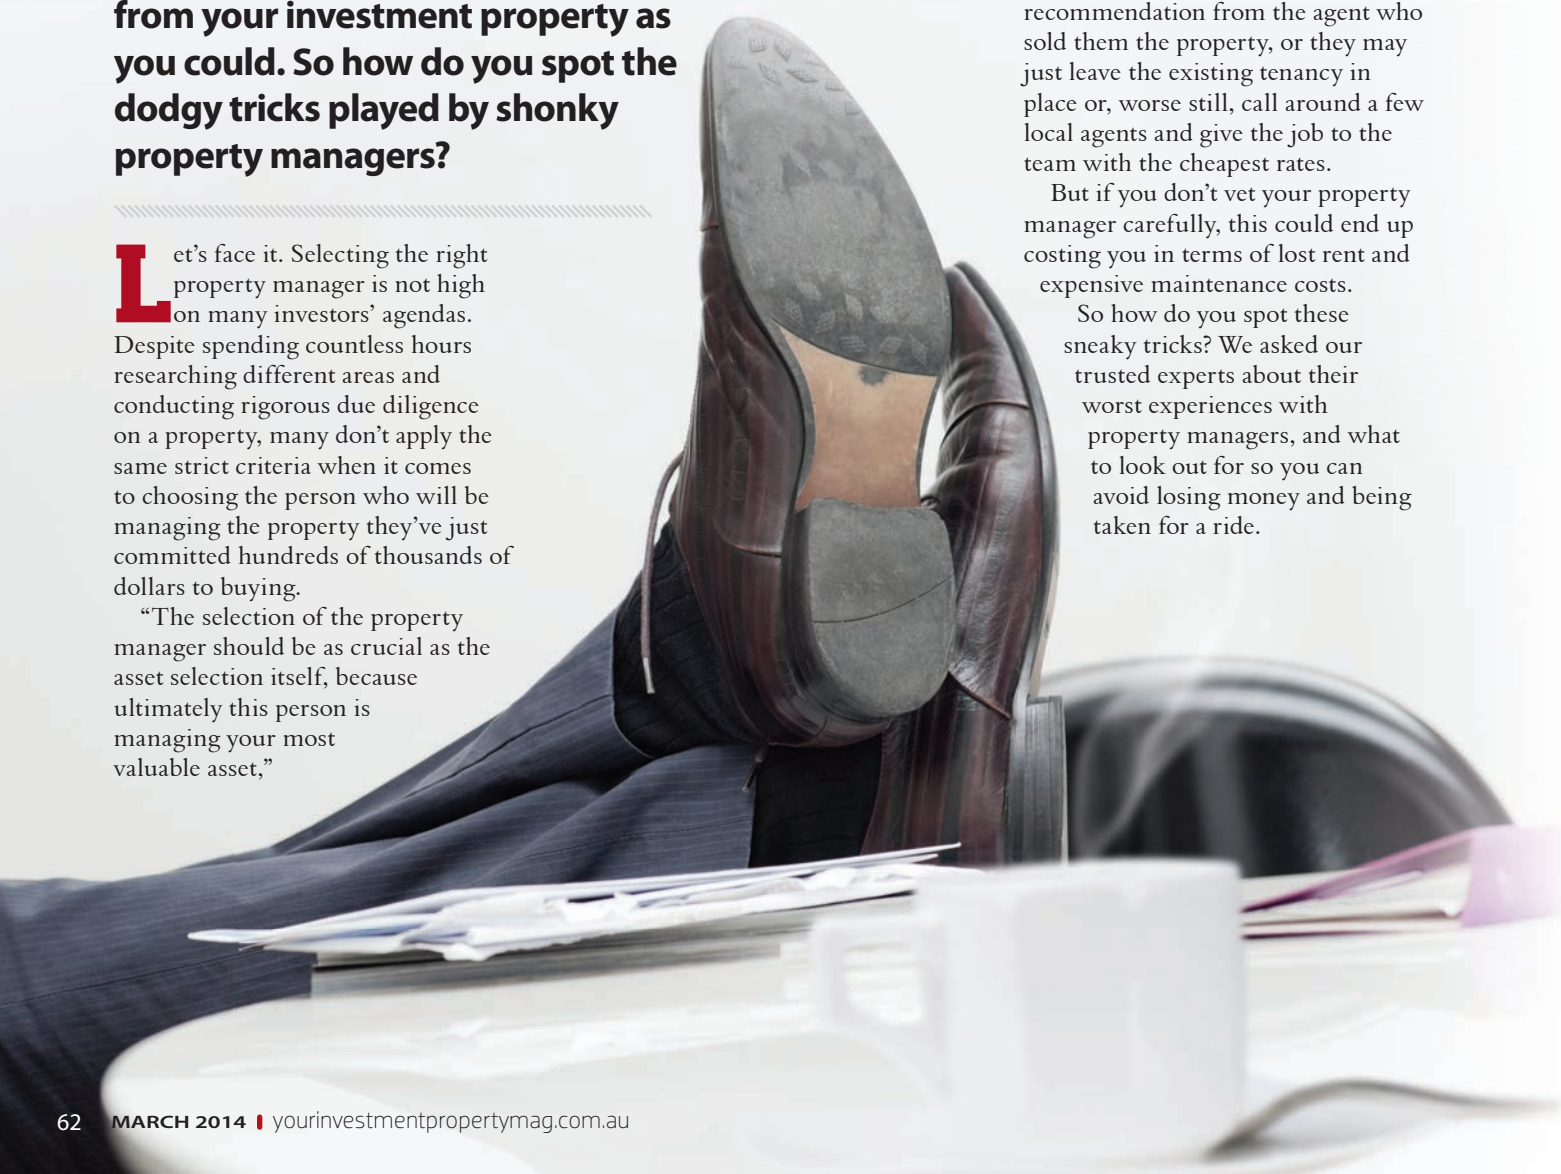 from your investment property as
you could. So how do you spot the
dodgy tricks played by shonky
property managers?
Let’s face it. Selecting the right
property manager is not high
on many investors’ agendas.
Despite spending countless hours
researching different areas and
conducting rigorous due diligence
on a property, many don’t apply the
same strict criteria when it comes
to choosing the person who will be
managing the property they’ve just
committed hundreds of thousands of
dollars to buying.
“The selection of the property
manager should be as crucial as the
asset selection itself, because
ultimately this person is
managing your most
valuable asset,”
recommendation from the agent who
sold them the property, or they may
just leave the existing tenancy in
place or, worse still, call around a few
local agents and give the job to the
team with the cheapest rates.
But if you don’t vet your property
manager carefully, this could end up
costing you in terms of lost rent and
expensive maintenance costs.
So how do you spot these
sneaky tricks? We asked our
trusted experts about their
worst experiences with
property managers, and what
to look out for so you can
avoid losing money and being
taken for a ride.
62 MARCH 2014 | yourinvestmentpropertymag.com.au